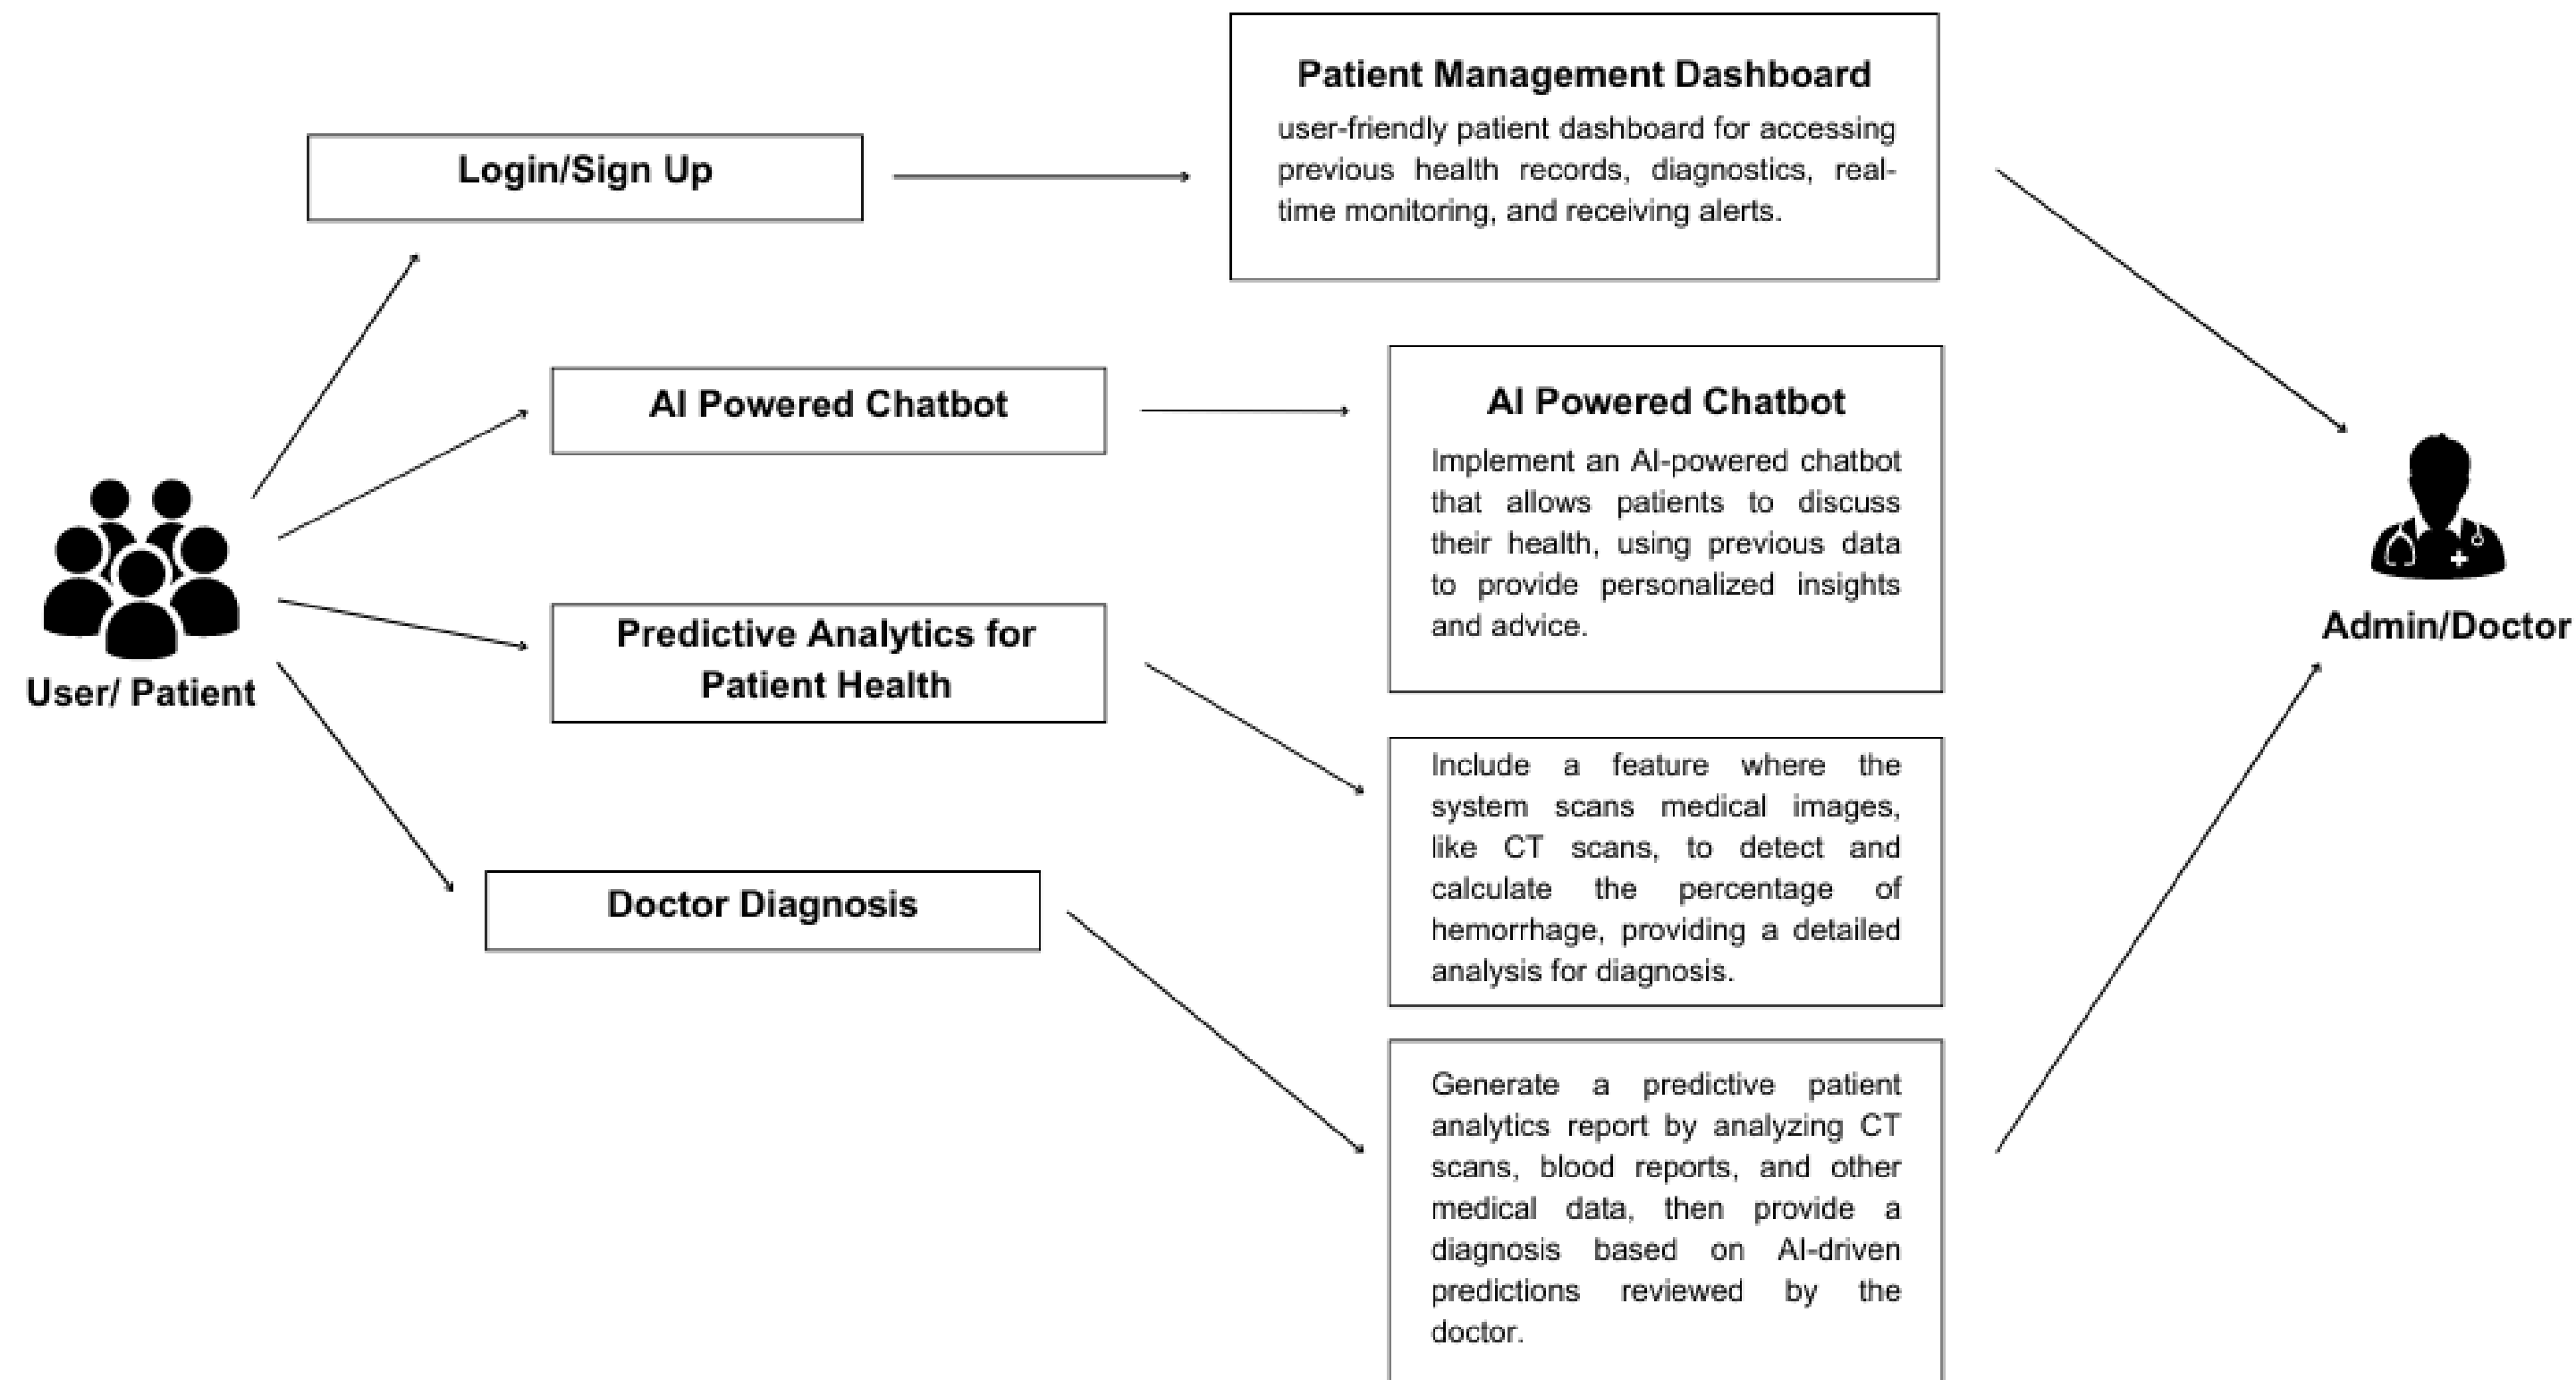 Patient Management Dashboard
user-friendly patient dashboard for accessing
previous health records, diagnostics, real-
time monitoring, and receiving alerts.
Login/Sign Up
AI Powered Chatbot
AI Powered Chatbot
Implement an AI-powered chatbot
that allows patients to discuss
their health, using previous data
to provide personalized insights
and advice.
User/ Patient
Admin/Doctor
Predictive Analytics for
Patient Health
Include a feature where the
system scans medical images,
like CT scans, to detect and
calculate the percentage of
hemorrhage, providing a detailed
analysis for diagnosis.
Doctor Diagnosis
Generate a predictive patient
analytics report by analyzing CT
scans, blood reports, and other
medical data, then provide a
diagnosis based on AI-driven
predictions reviewed by the
doctor.